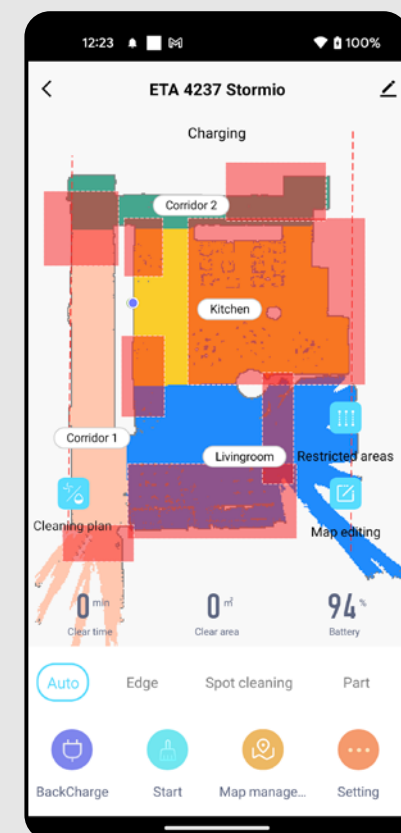 12:23
100%
ETA 4237 Stormio
Charging
Corridor 2
Kitchen
Corridor 1
Livingroom
Restricted areas
Cleaning plan
Map editing
0 min
0 ㎡
94 %
Clear time
Clear area
Battery
Auto
Edge
Spot cleaning
Part
BackCharge
Start
Map manage...
Setting